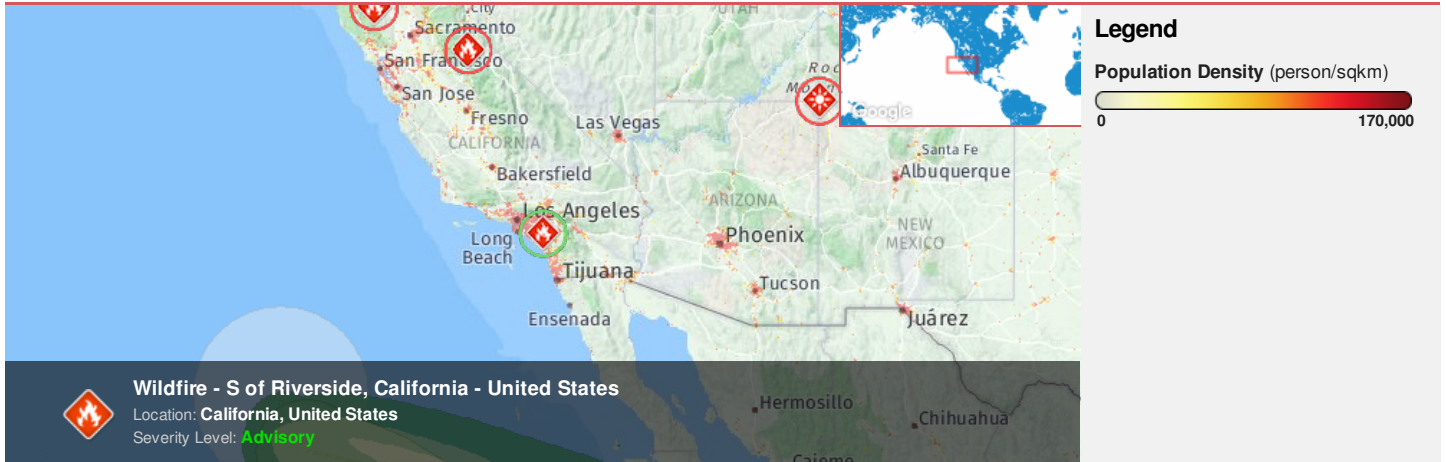 City
UTAH
Sacramento
San Francisco
San Jose
Fresno
CALIFORNIA
Las Vegas
Bakersfield
Los Angeles
Long
Beach
Tijuana
Ensenada
ARIZONA
Phoenix
Tucson
Santa Fe
Albuquerque
NEW
MEXICO
Juárez
Hermosillo
Chihuahua
Google
Legend
Population Density (person/sqkm)
0
170,000
Wildfire - S of Riverside, California - United States
Location: California, United States
Severity Level: Advisory